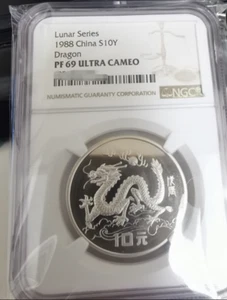 Lunar Series
1988 China S10Y
Dragon
PF 69 ULTRA CAMEO
NUMISMATIC GUARANTY CORPORATION
NGC
10元